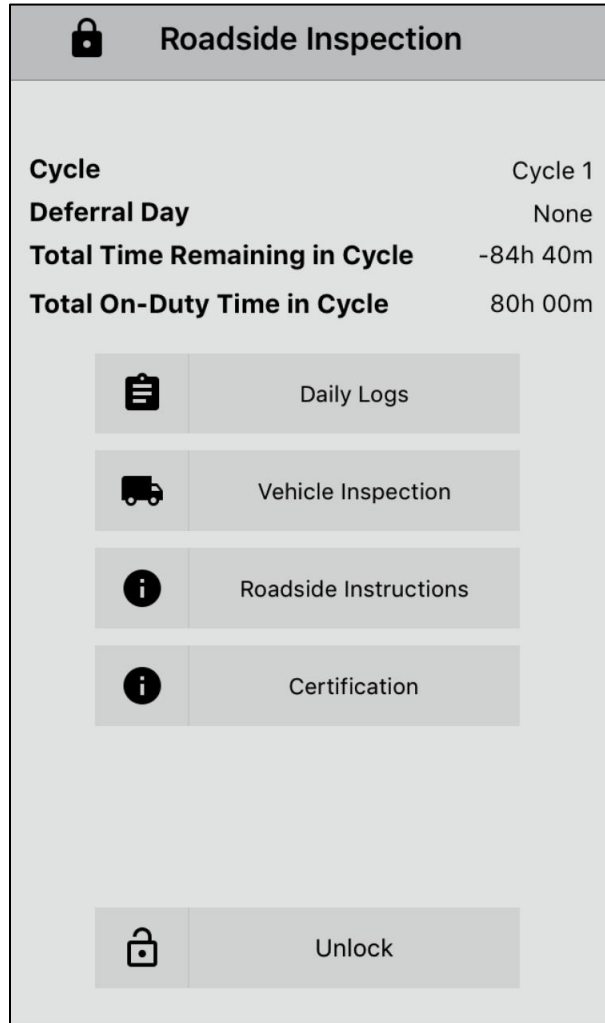 Roadside Inspection
Cycle Cycle 1
Deferral Day None
Total Time Remaining in Cycle -84h 40m
Total On-Duty Time in Cycle 80h 00m
Daily Logs
Vehicle Inspection
Roadside Instructions
Certification
Unlock